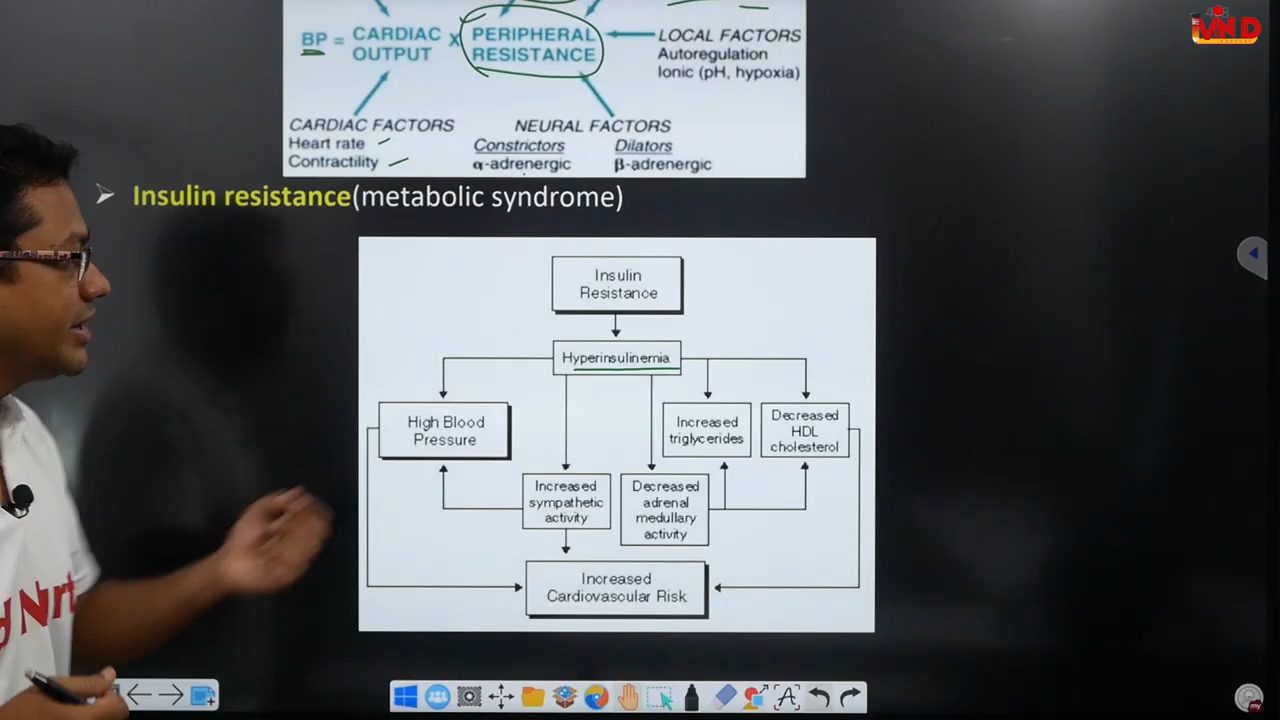 BP = CARDIAC OUTPUT x PERIPHERAL RESISTANCE
LOCAL FACTORS
Autoregulation
Ionic (pH, hypoxia)
CARDIAC FACTORS
Heart rate
Contractility
NEURAL FACTORS
Constrictors
α-adrenergic
Dilators
β-adrenergic
Insulin resistance(metabolic syndrome)
Insulin
Resistance
Hyperinsulinemia
High Blood
Pressure
Increased
triglycerides
Decreased
HDL
cholesterol
Increased
sympathetic
activity
Decreased
adrenal
medullary
activity
Increased
Cardiovascular Risk